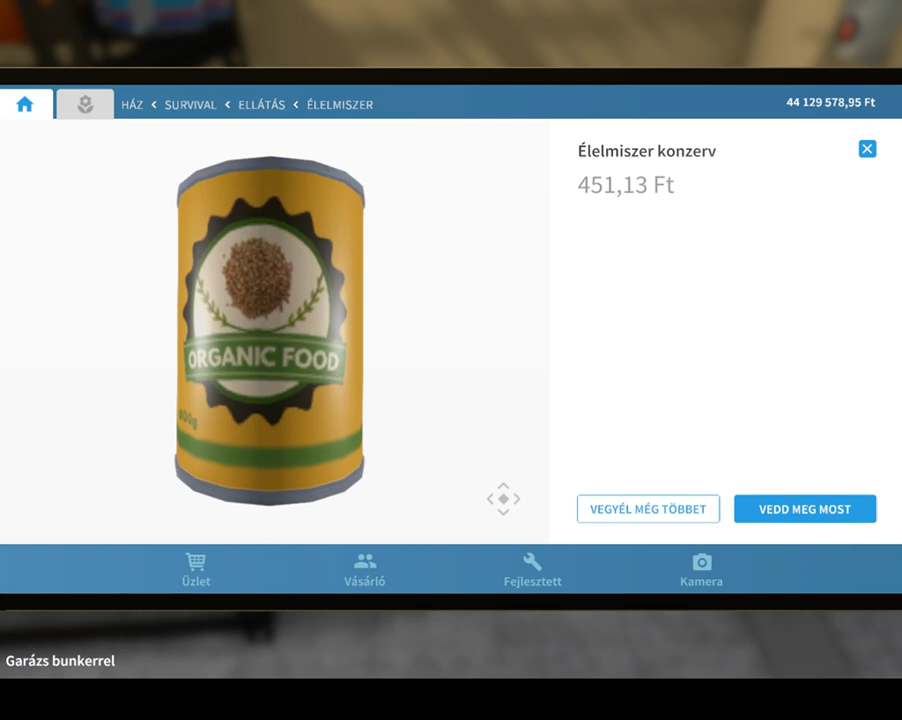 HÁZ < SURVIVAL < ELLÁTÁS < ÉLELMISZER
44 129 578,95 Ft
Élelmiszer konzerv
451,13 Ft
ORGANIC FOOD
400g
VEGYÉL MÉG TÖBBET
VEDD MEG MOST
Üzlet
Vásárló
Fejlesztett
Kamera
Garázs bunkerrel